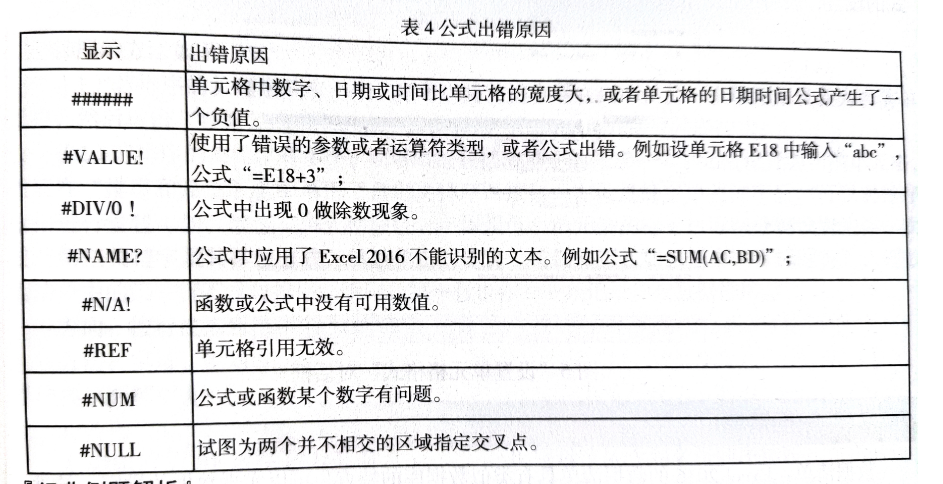 表 4 公式出错原因
显示 出错原因
###### 单元格中数字、日期或时间比单元格的宽度大，或者单元格的日期时间公式产生了一
个负值。
#VALUE! 使用了错误的参数或者运算符类型，或者公式出错。例如设单元格 E18 中输入“abc”，
公式“=E18+3”；
#DIV/0！ 公式中出现 0 做除数现象。
#NAME? 公式中应用了 Excel 2016 不能识别的文本。例如公式“=SUM(AC,BD)”；
#N/A! 函数或公式中没有可用数值。
#REF 单元格引用无效。
#NUM 公式或函数某个数字有问题。
#NULL 试图为两个并不相交的区域指定交叉点。